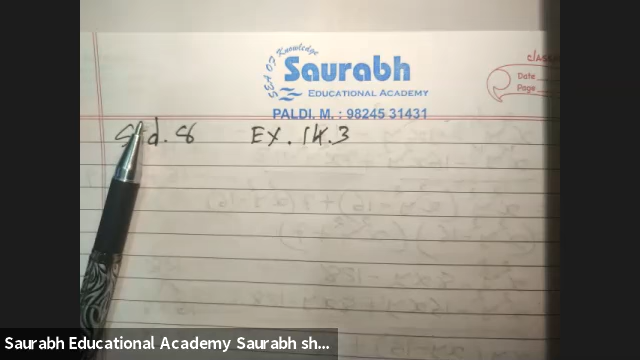 SEA OF Knowledge
Saurabh
EDUCATIONAL ACADEMY
PALDI. M. : 98245 31431
Date
Page
Std. 8 Ex. 14.3
Saurabh Educational Academy Saurabh sh...